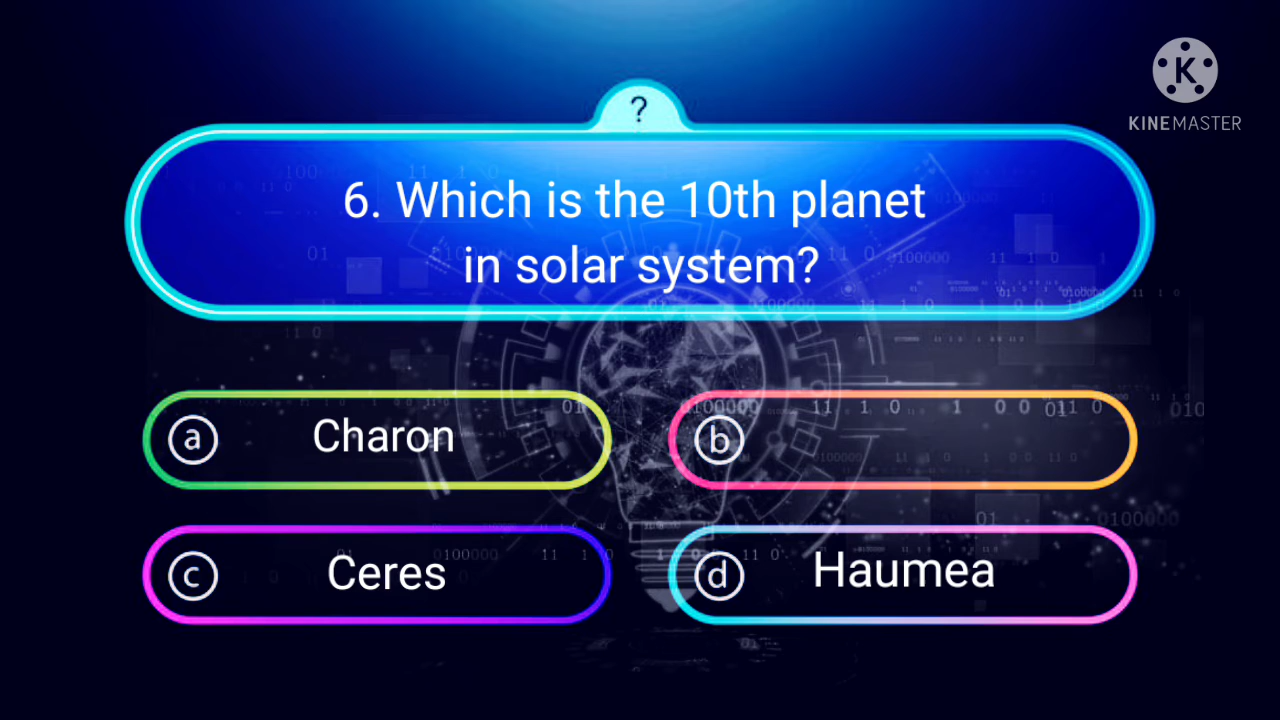 KINEMASTER
?
6. Which is the 10th planet
in solar system?
a Charon
b
c Ceres
d Haumea